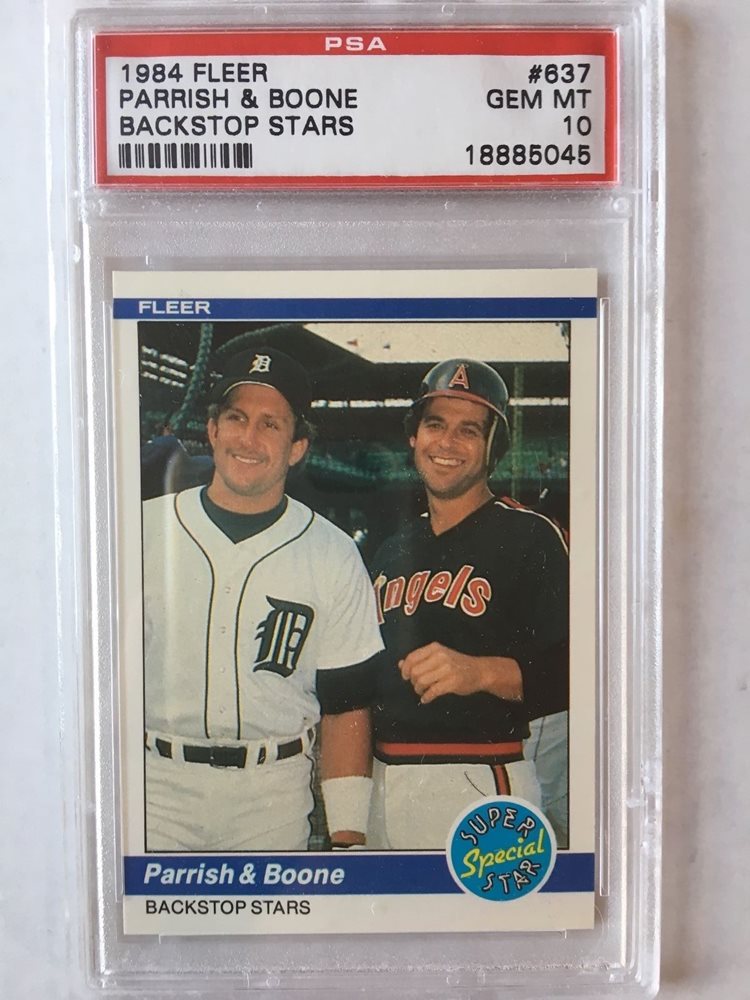 PSA
1984 FLEER #637
PARRISH & BOONE GEM MT
BACKSTOP STARS 10
18885045
FLEER
D
A
D
Angels
SUPER
Special
STAR
Parrish & Boone
BACKSTOP STARS